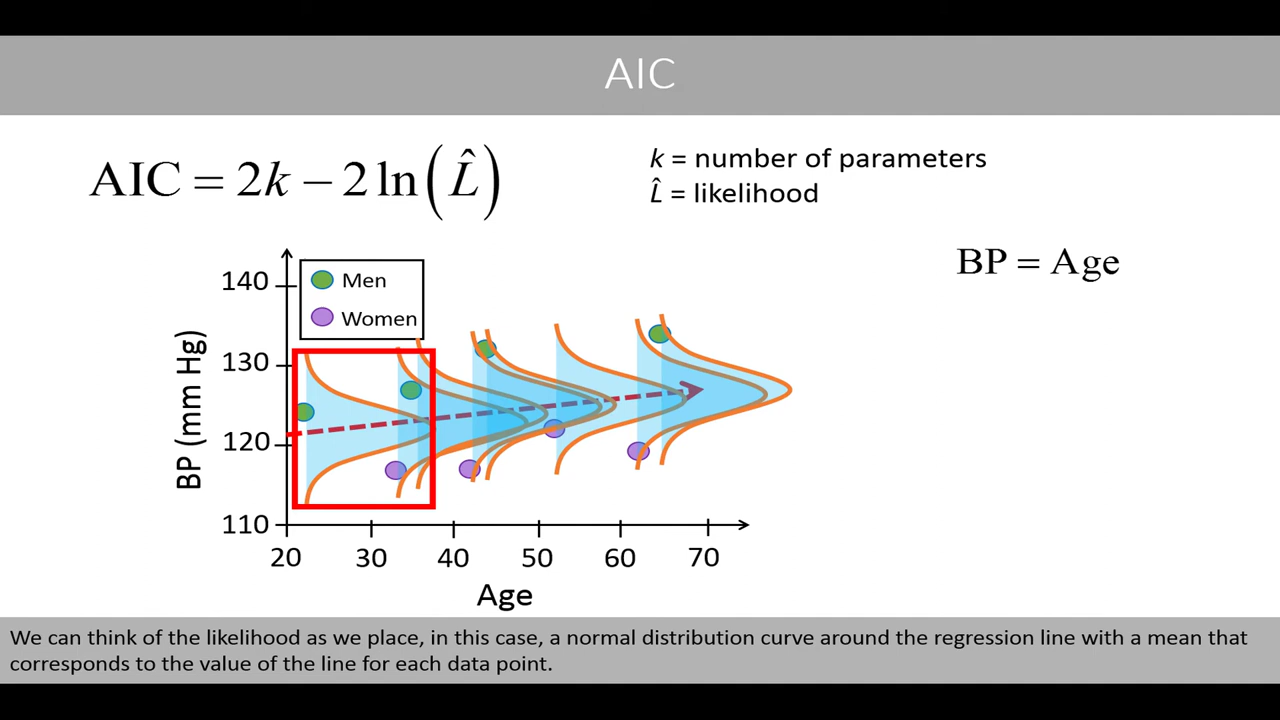 AIC
AIC = 2k − 2 ln(L̂)
k = number of parameters
L̂ = likelihood
BP = Age
Men
Women
BP (mm Hg)
140
130
120
110
20 30 40 50 60 70
Age
We can think of the likelihood as we place, in this case, a normal distribution curve around the regression line with a mean that
corresponds to the value of the line for each data point.